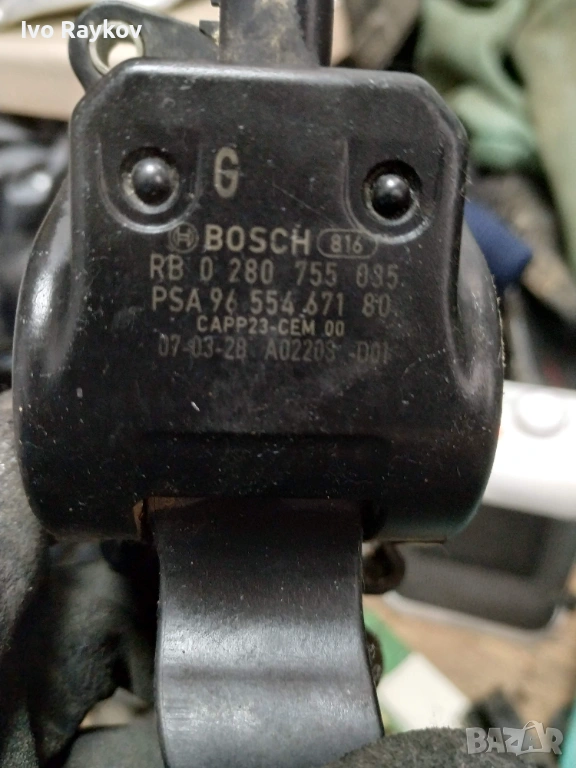 Ivo Raykov
G
BOSCH 816
RB 0 280 755 035
PSA 96 554 671 80
CAPP23-CEM 00
07-03-28 A02203 -D01
BAZAR